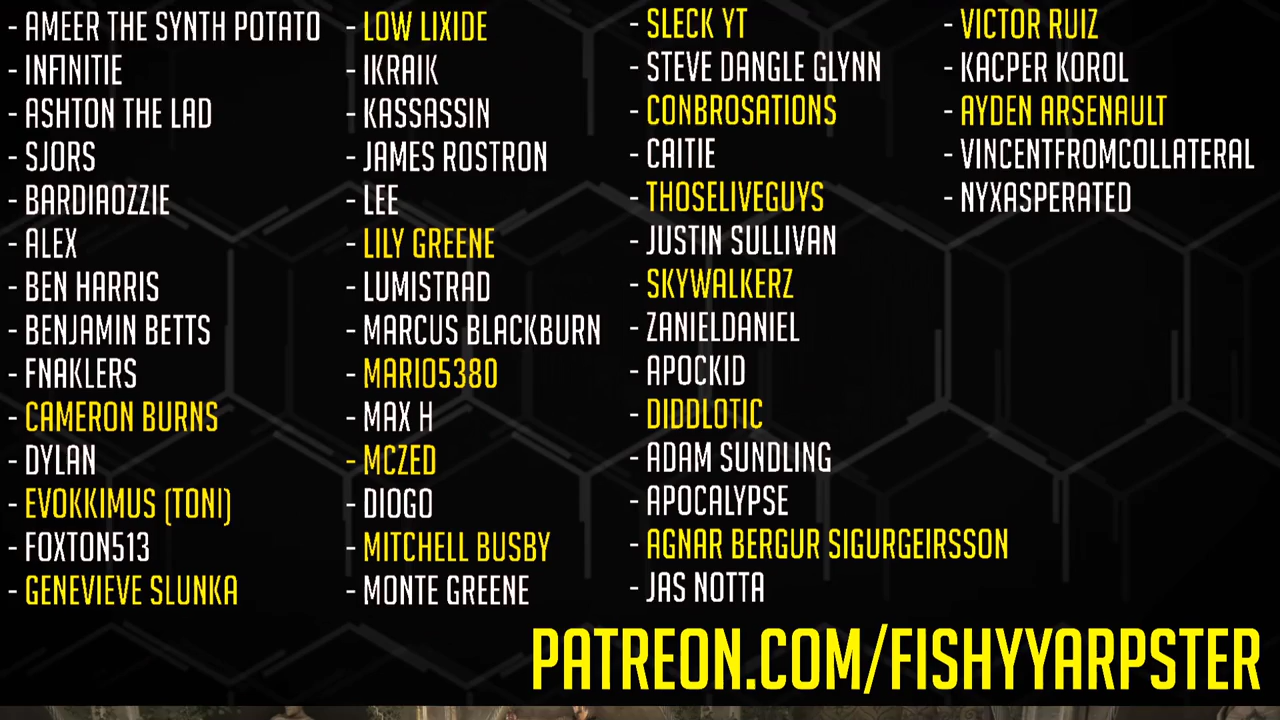 - AMEER THE SYNTH POTATO
- INFINITIE
- ASHTON THE LAD
- SJORS
- BARDIAOZZIE
- ALEX
- BEN HARRIS
- BENJAMIN BETTS
- FNAKLERS
- CAMERON BURNS
- DYLAN
- EVOKKIMUS (TONI)
- FOXTON513
- GENEVIEVE SLUNKA
- LOW LIXIDE
- IKRAIK
- KASSASSIN
- JAMES ROSTRON
- LEE
- LILY GREENE
- LUMISTRAD
- MARCUS BLACKBURN
- MARIO5380
- MAX H
- MCZED
- DIOGO
- MITCHELL BUSBY
- MONTE GREENE
- SLECK YT
- STEVE DANGLE GLYNN
- CONBROSATIONS
- CAITIE
- THOSELIVEGUYS
- JUSTIN SULLIVAN
- SKYWALKERZ
- ZANIELDANIEL
- APOCKID
- DIDDLOTIC
- ADAM SUNDLING
- APOCALYPSE
- AGNAR BERGUR SIGURGEIRSSON
- JAS NOTTA
- VICTOR RUIZ
- KACPER KOROL
- AYDEN ARSENAULT
- VINCENTFROMCOLLATERAL
- NYXASPERATED
PATREON.COM/FISHYYARPSTER